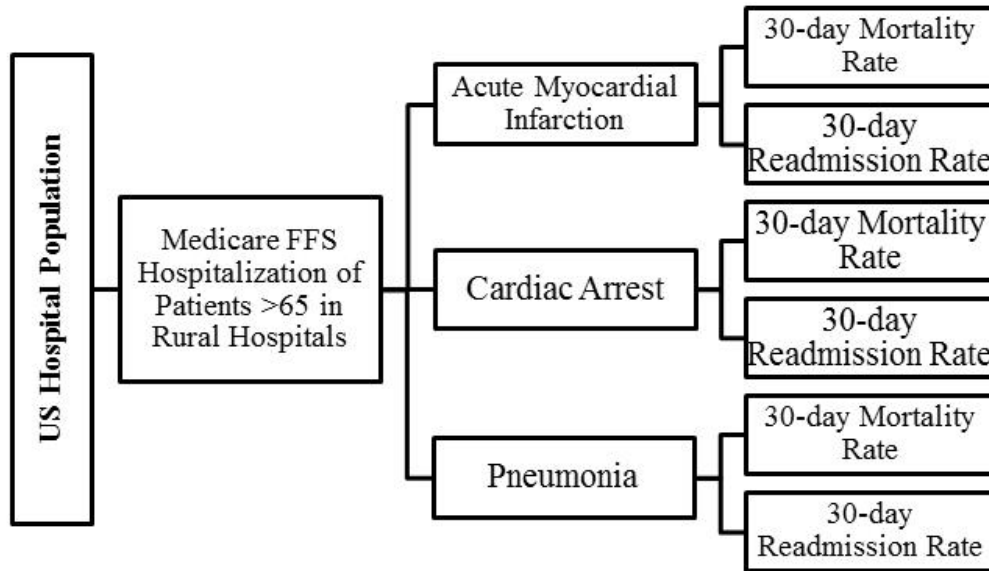 US Hospital Population
Medicare FFS
Hospitalization of
Patients >65 in
Rural Hospitals
Acute Myocardial
Infarction
30-day Mortality
Rate
30-day
Readmission Rate
Cardiac Arrest
30-day Mortality
Rate
30-day
Readmission Rate
Pneumonia
30-day Mortality
Rate
30-day
Readmission Rate